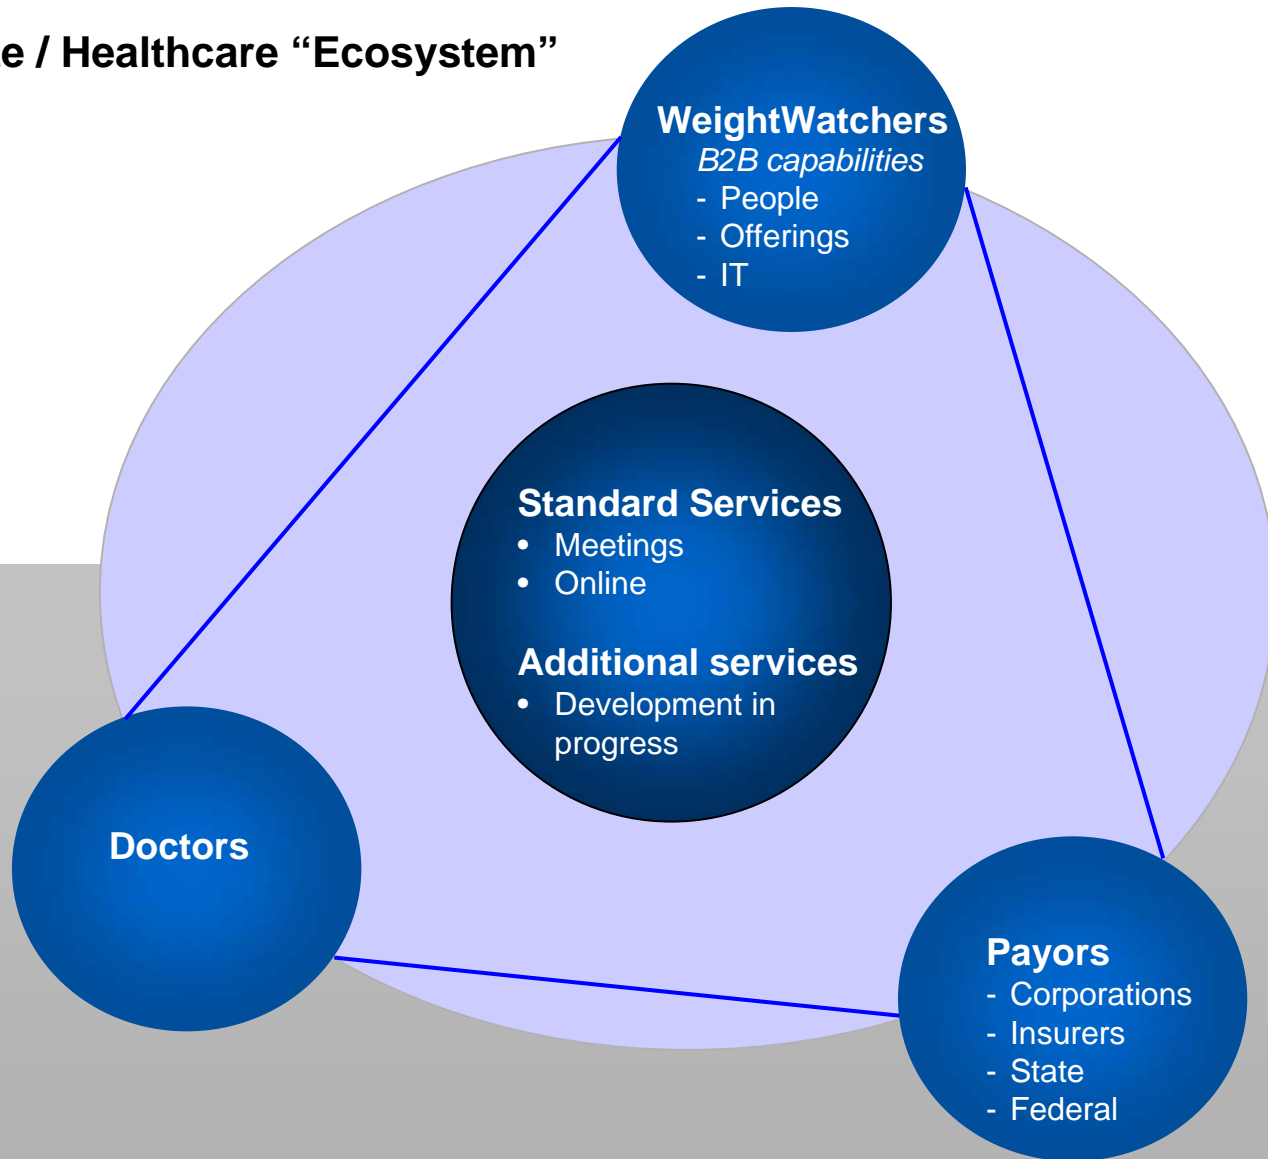 / Healthcare “Ecosystem”
WeightWatchers
B2B capabilities
- People
- Offerings
- IT
Standard Services
• Meetings
• Online
Additional services
• Development in
progress
Doctors
Payors
- Corporations
- Insurers
- State
- Federal